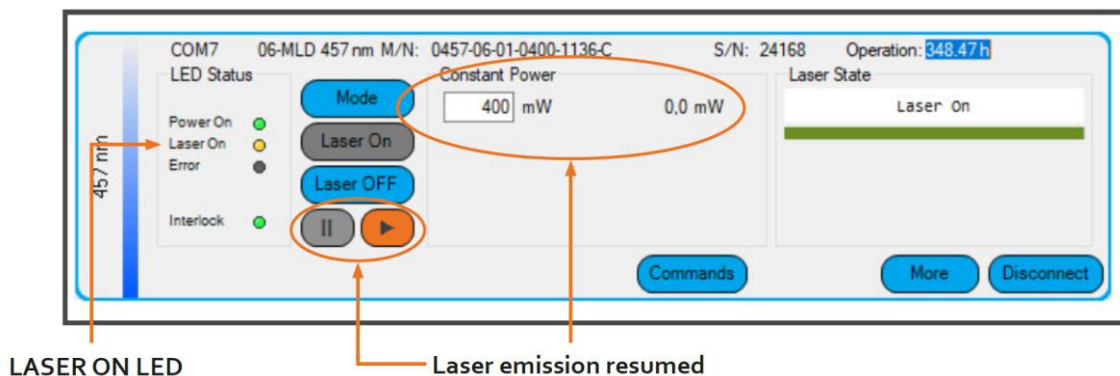 COM7 06-MLD 457 nm M/N: 0457-06-01-0400-1136-C S/N: 24168 Operation: 348.47 h
LED Status
Constant Power
Laser State
Mode
400 mW 0,0 mW
Laser On
Power On
Laser On
Laser On
Error
Laser OFF
457 nm
Interlock
Commands
More
Disconnect
LASER ON LED
Laser emission resumed